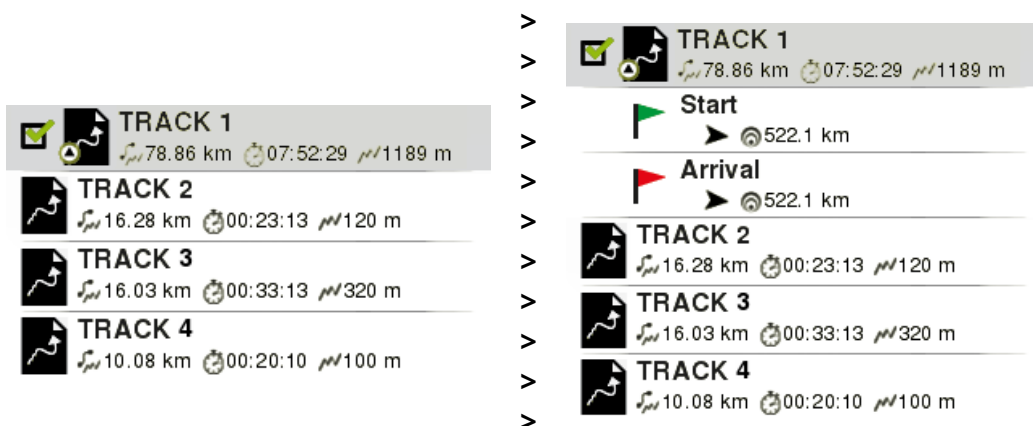 TRACK 1
78.86 km 07:52:29 1189 m
TRACK 2
16.28 km 00:23:13 120 m
TRACK 3
16.03 km 00:33:13 320 m
TRACK 4
10.08 km 00:20:10 100 m
>
>
>
>
>
>
>
>
>
>
>
TRACK 1
78.86 km 07:52:29 1189 m
Start
522.1 km
Arrival
522.1 km
TRACK 2
16.28 km 00:23:13 120 m
TRACK 3
16.03 km 00:33:13 320 m
TRACK 4
10.08 km 00:20:10 100 m